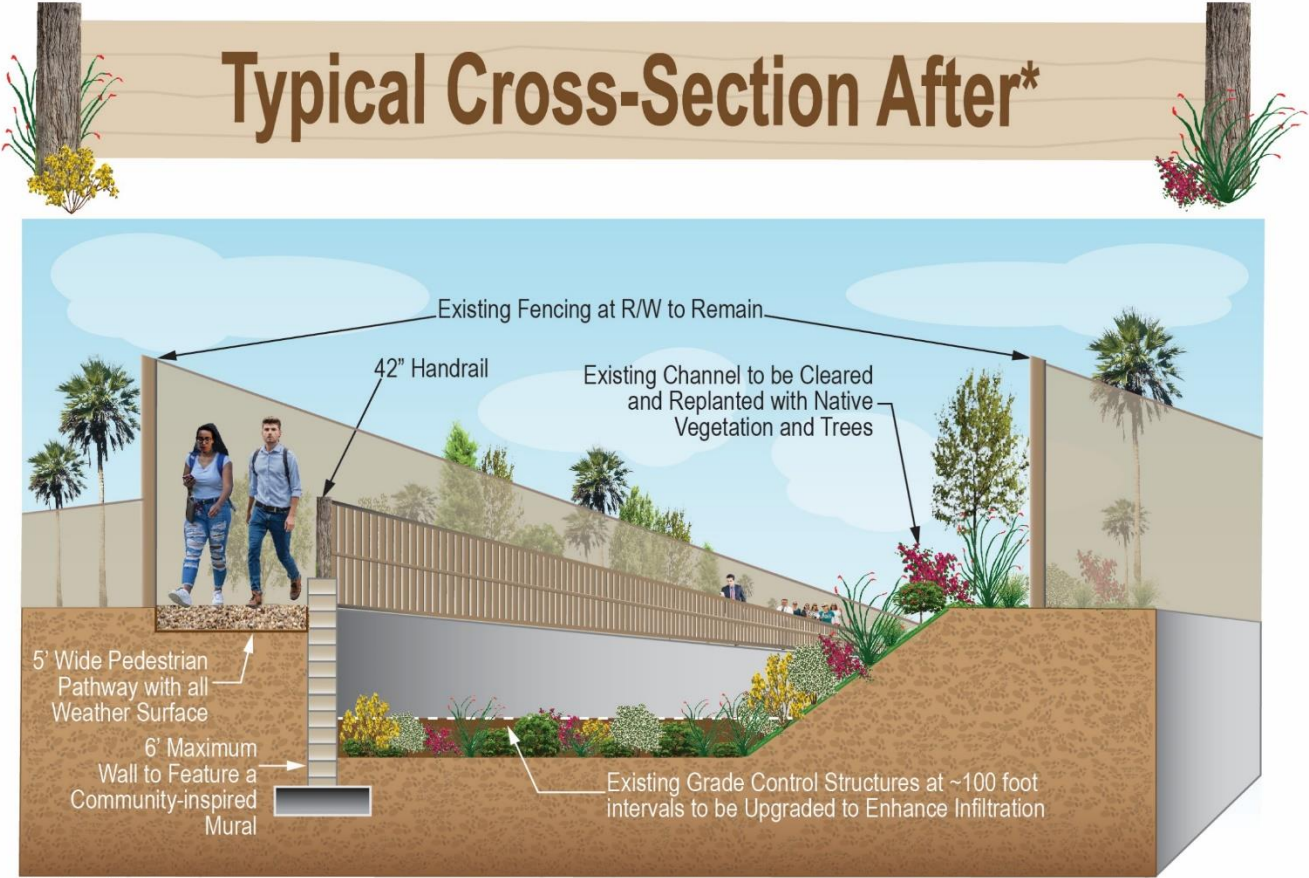 Typical Cross-Section After*
Existing Fencing at R/W to Remain
42” Handrail
Existing Channel to be Cleared
and Replanted with Native
Vegetation and Trees
5’ Wide Pedestrian
Pathway with all
Weather Surface
6’ Maximum
Wall to Feature a
Community-inspired
Mural
Existing Grade Control Structures at ~100 foot
intervals to be Upgraded to Enhance Infiltration